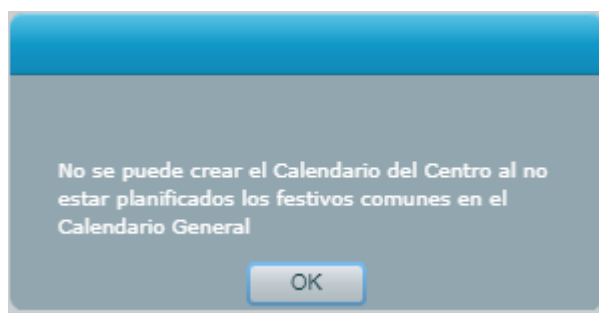 No se puede crear el Calendario del Centro al no
estar planificados los festivos comunes en el
Calendario General
OK